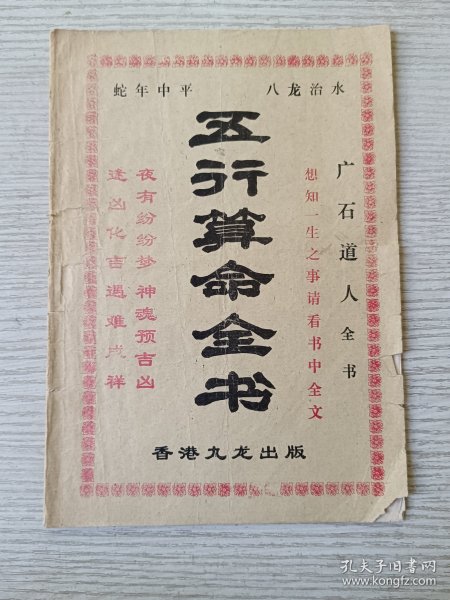 蛇年中平 八龙治水
广石道人全书
想知一生之事请看书中全文
五行算命全书
夜有纷纷梦神魂预吉凶
逢凶化吉遇难成祥
香港九龙出版
孔夫子旧书网
www.kongfz.com